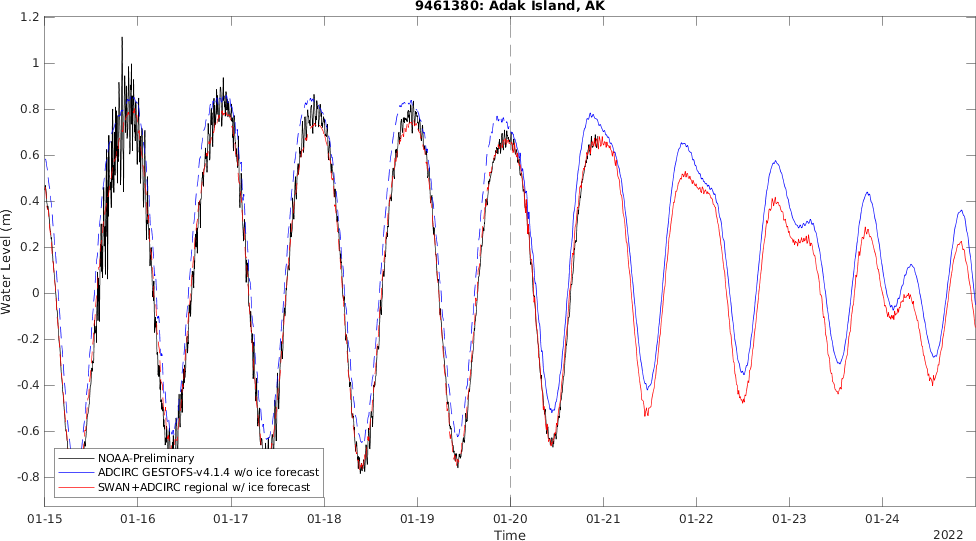 9461380: Adak Island, AK
1.2
1
0.8
0.6
0.4
0.2
0
-0.2
-0.4
-0.6
-0.8
Water Level (m)
NOAA-Preliminary
ADCIRC GESTOFS-v4.1.4 w/o ice forecast
SWAN+ADCIRC regional w/ ice forecast
01-15 01-16 01-17 01-18 01-19 01-20 01-21 01-22 01-23 01-24
Time
2022